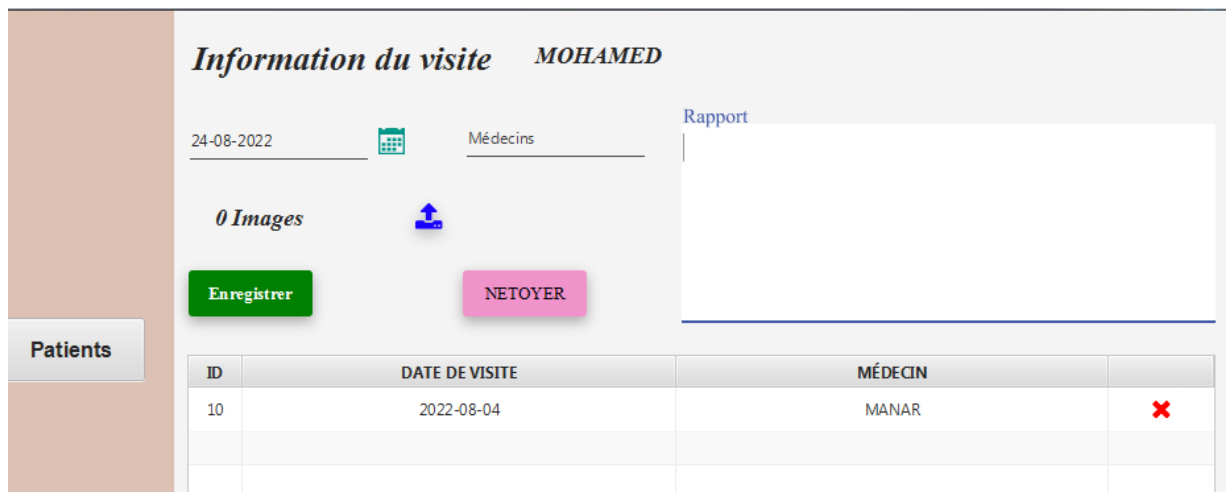 Information du visite MOHAMED
Rapport
24-08-2022 Médecins
0 Images
Enregistrer NETOYER
Patients
ID DATE DE VISITE MÉDECIN
10 2022-08-04 MANAR